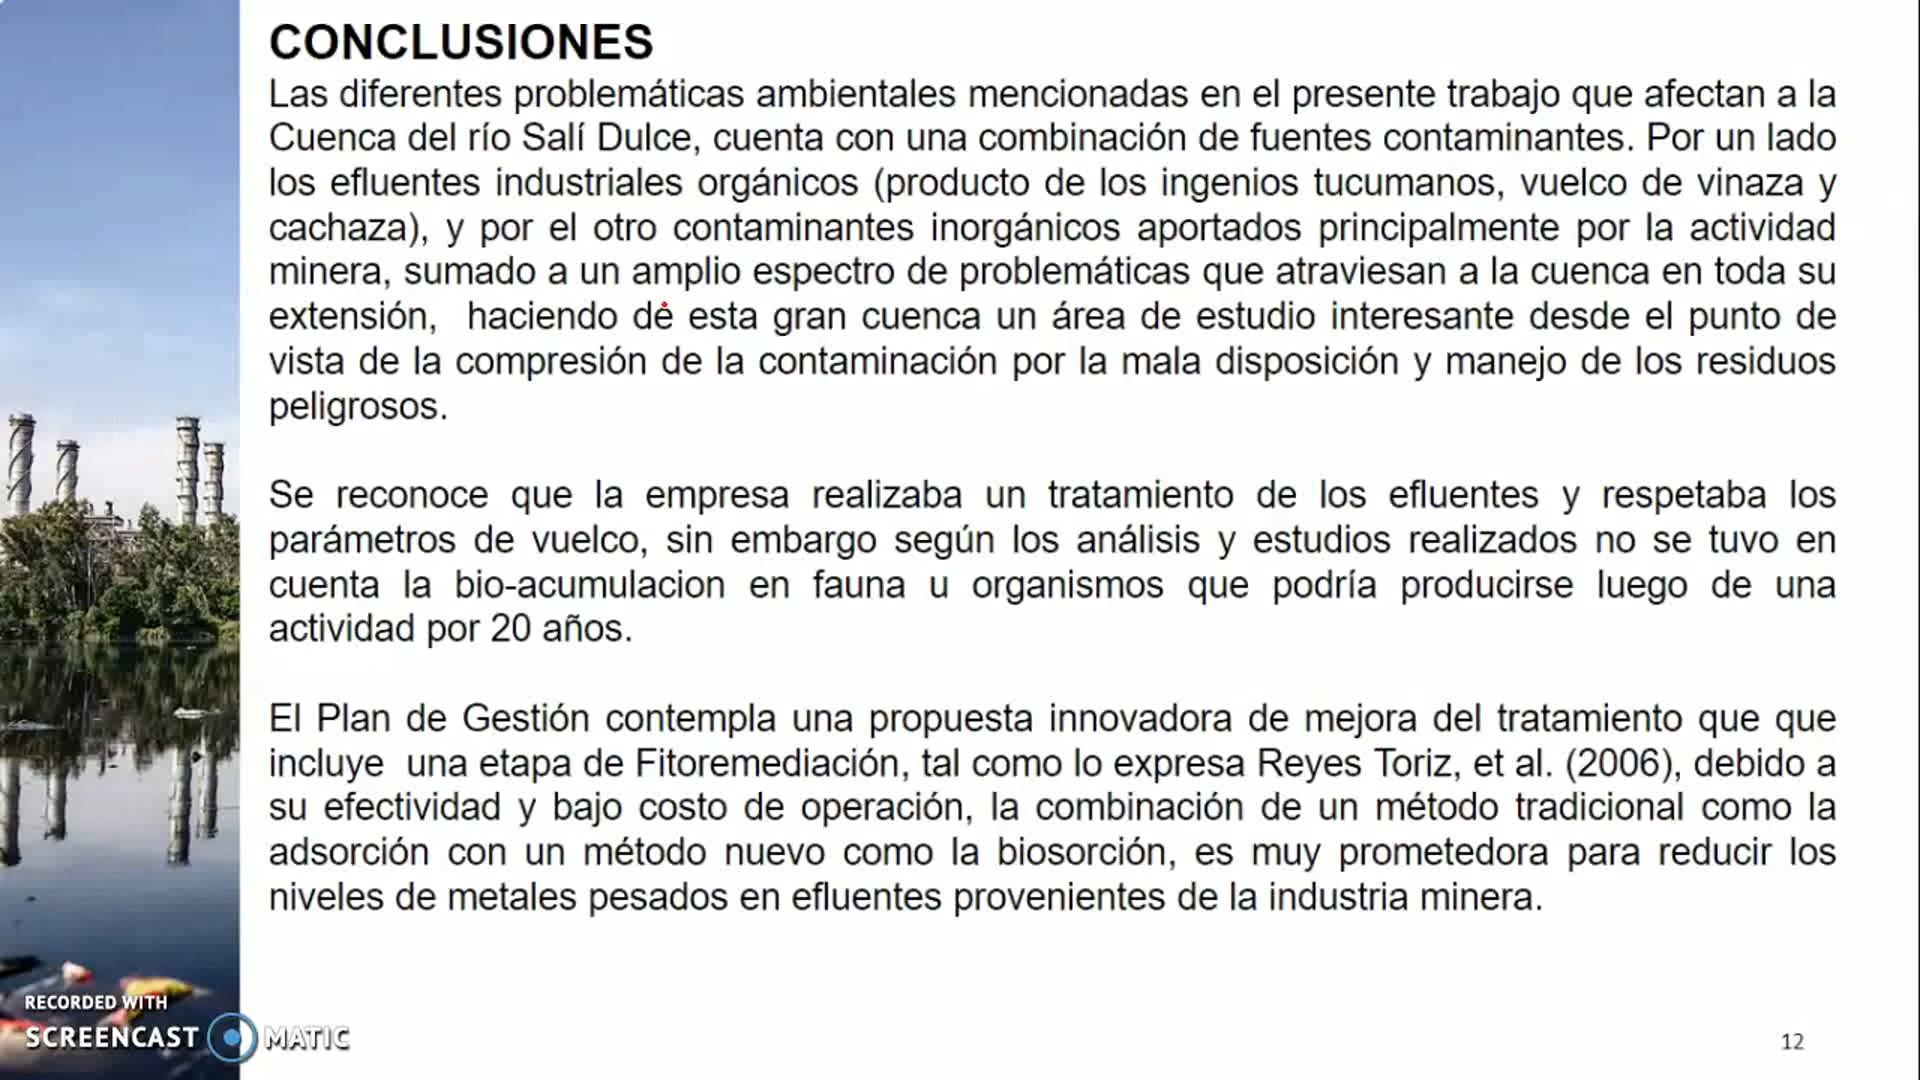 CONCLUSIONES
Las diferentes problemáticas ambientales mencionadas en el presente trabajo que afectan a la
Cuenca del río Salí Dulce, cuenta con una combinación de fuentes contaminantes. Por un lado
los efluentes industriales orgánicos (producto de los ingenios tucumanos, vuelco de vinaza y
cachaza), y por el otro contaminantes inorgánicos aportados principalmente por la actividad
minera, sumado a un amplio espectro de problemáticas que atraviesan a la cuenca en toda su
extensión, haciendo de esta gran cuenca un área de estudio interesante desde el punto de
vista de la compresión de la contaminación por la mala disposición y manejo de los residuos
peligrosos.
Se reconoce que la empresa realizaba un tratamiento de los efluentes y respetaba los
parámetros de vuelco, sin embargo según los análisis y estudios realizados no se tuvo en
cuenta la bio-acumulacion en fauna u organismos que podría producirse luego de una
actividad por 20 años.
El Plan de Gestión contempla una propuesta innovadora de mejora del tratamiento que que
incluye una etapa de Fitoremediación, tal como lo expresa Reyes Toriz, et al. (2006), debido a
su efectividad y bajo costo de operación, la combinación de un método tradicional como la
adsorción con un método nuevo como la biosorción, es muy prometedora para reducir los
niveles de metales pesados en efluentes provenientes de la industria minera.
RECORDED WITH
SCREENCAST MATIC
12